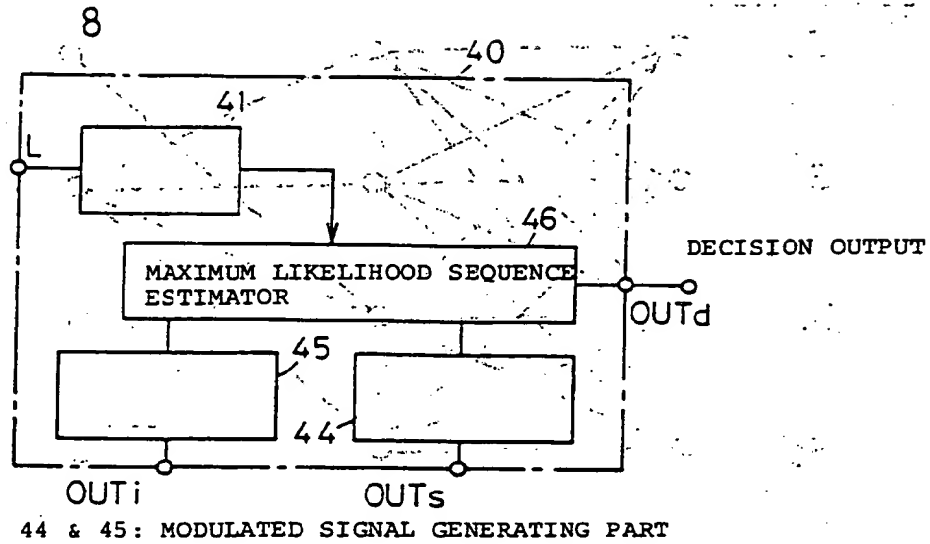 8
40
41
L
46
DECISION OUTPUT
MAXIMUM LIKELIHOOD SEQUENCE
ESTIMATOR
OUTd
45
44
OUTi
OUTs
44 & 45: MODULATED SIGNAL GENERATING PART